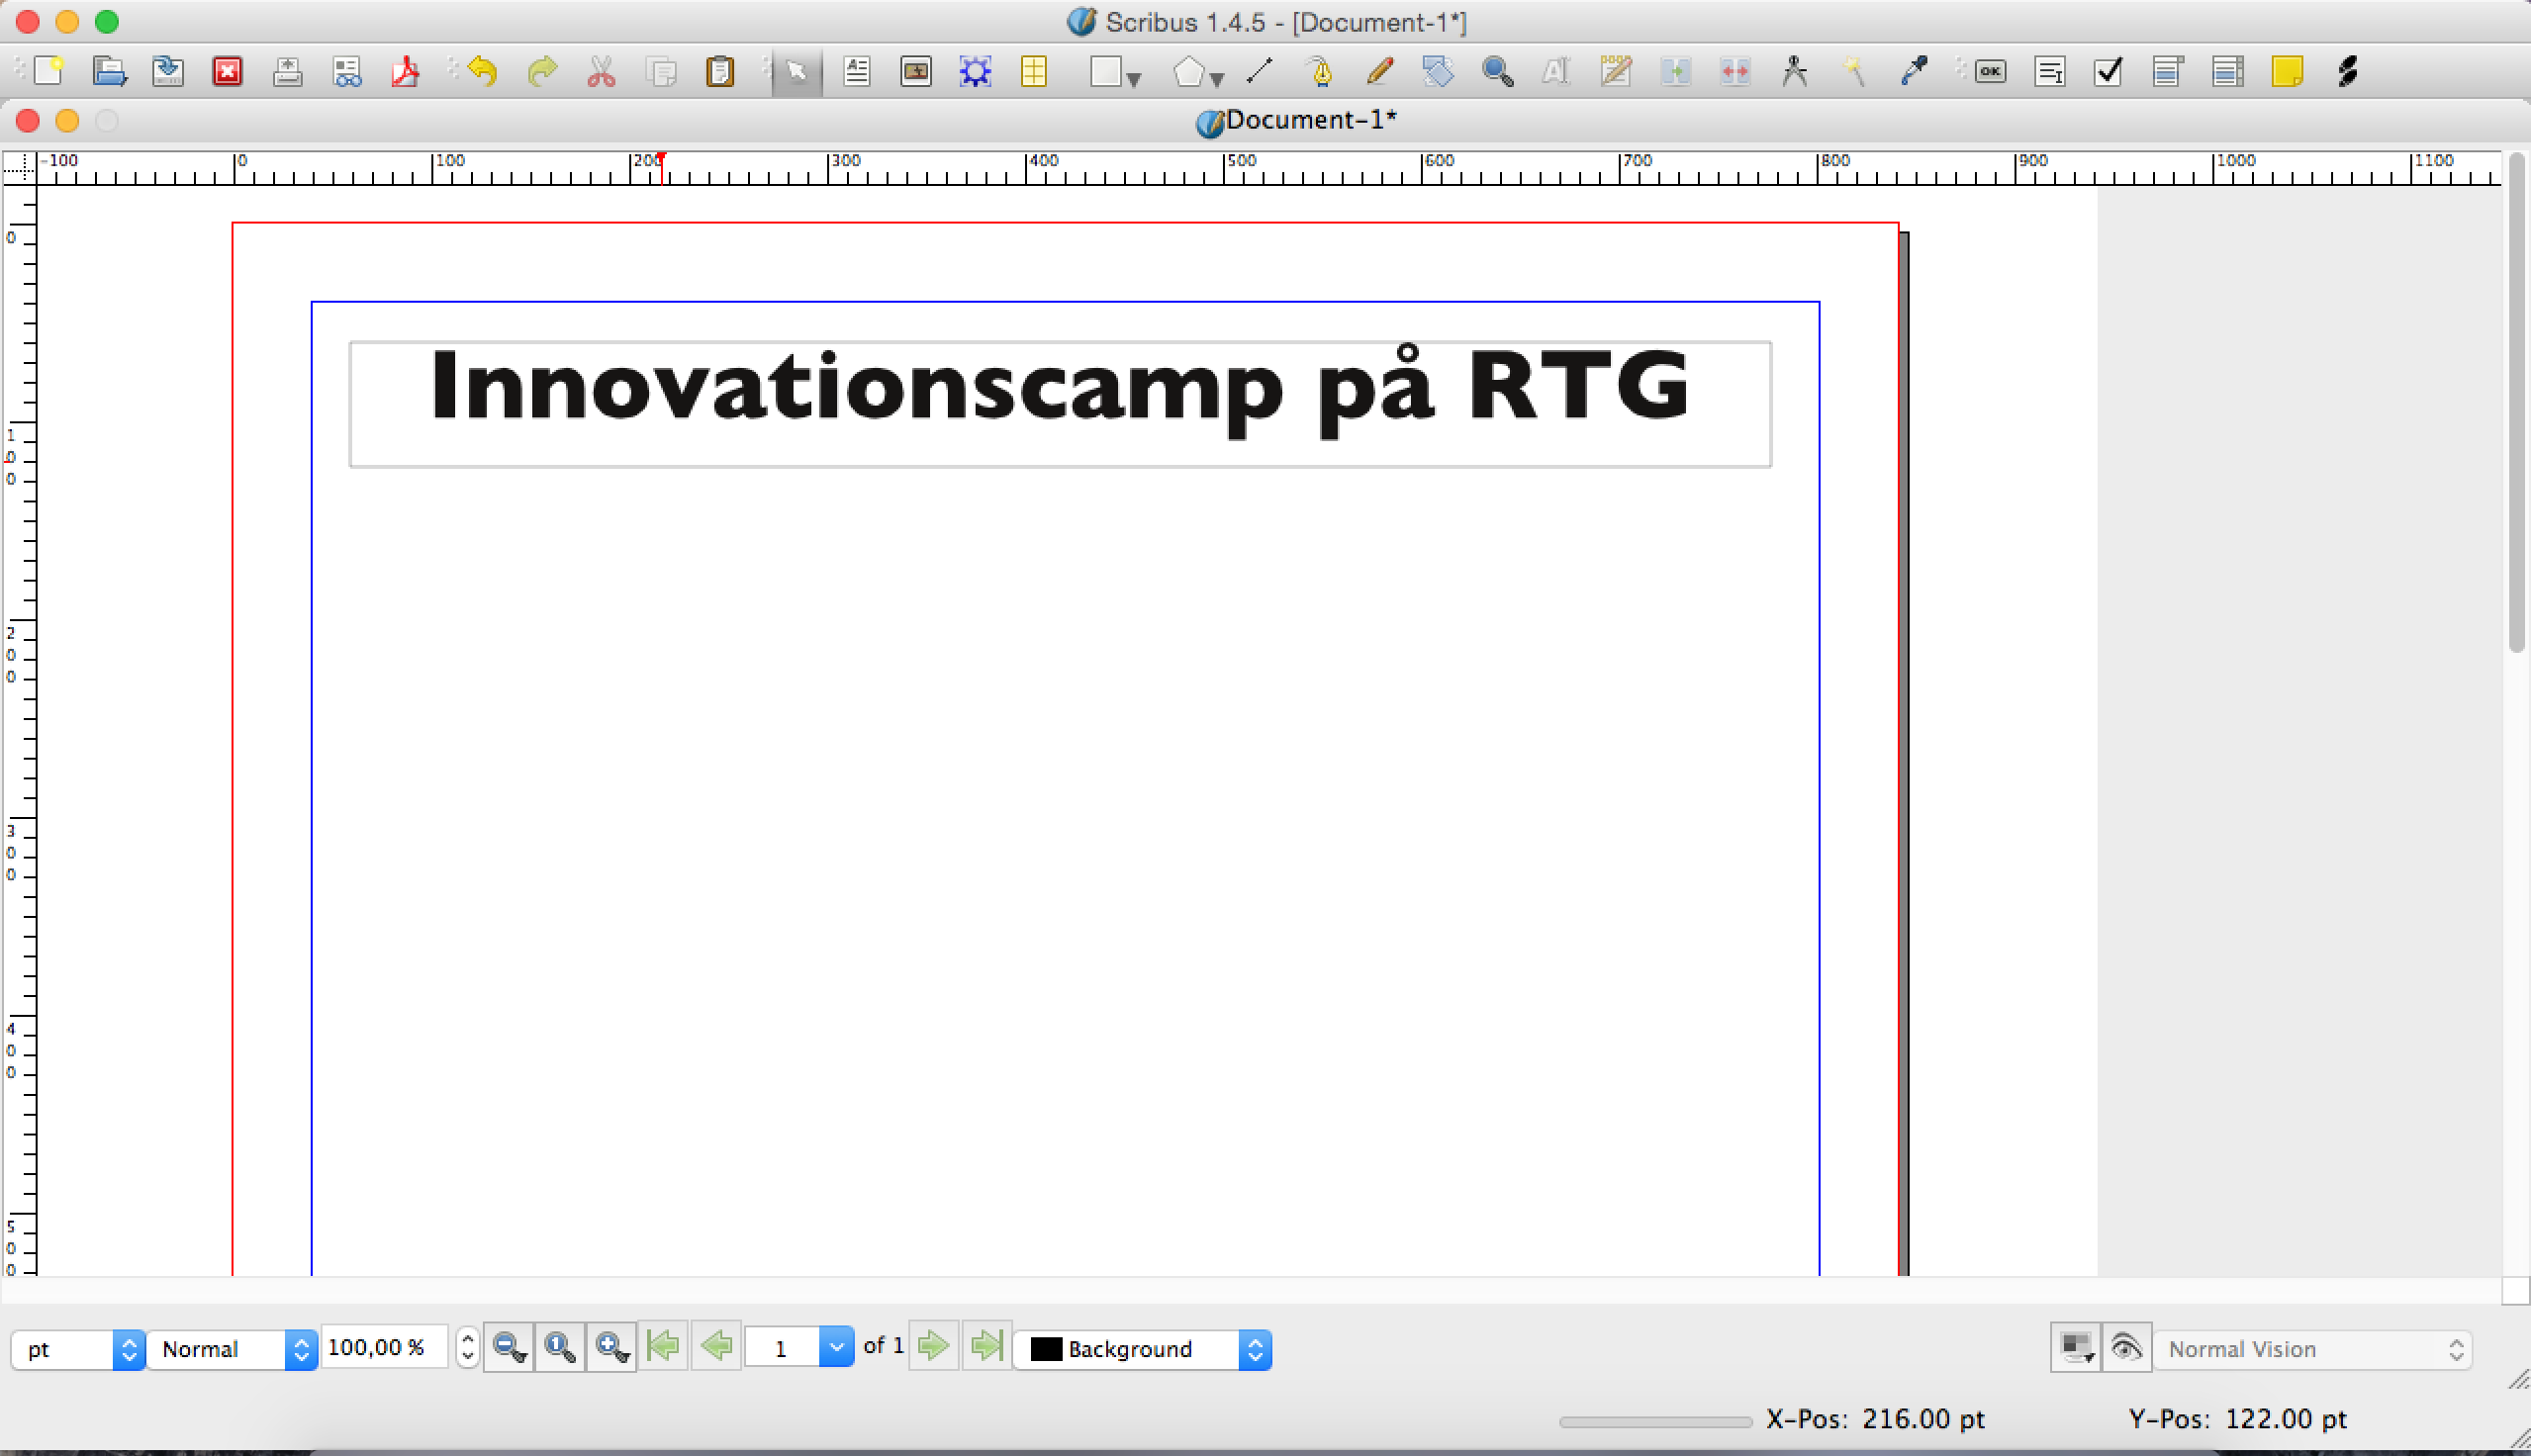 Scribus 1.4.5 - [Document-1*]
OK
Document-1*
-100 0 100 200 300 400 500 600 700 800 900 1000 1100
0
100
200
300
400
500
Innovationscamp på RTG
pt Normal 100,00 % 1 1 of 1 Background Normal Vision
X-Pos: 216.00 pt Y-Pos: 122.00 pt